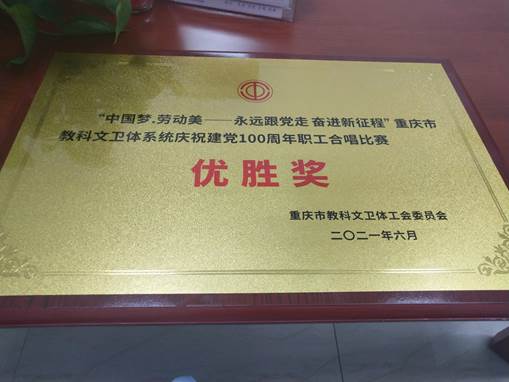 “中国梦.劳动美——永远跟党走 奋进新征程”重庆市
教科文卫体系统庆祝建党100周年职工合唱比赛
优胜奖
重庆市教科文卫体工会委员会
二〇二一年六月